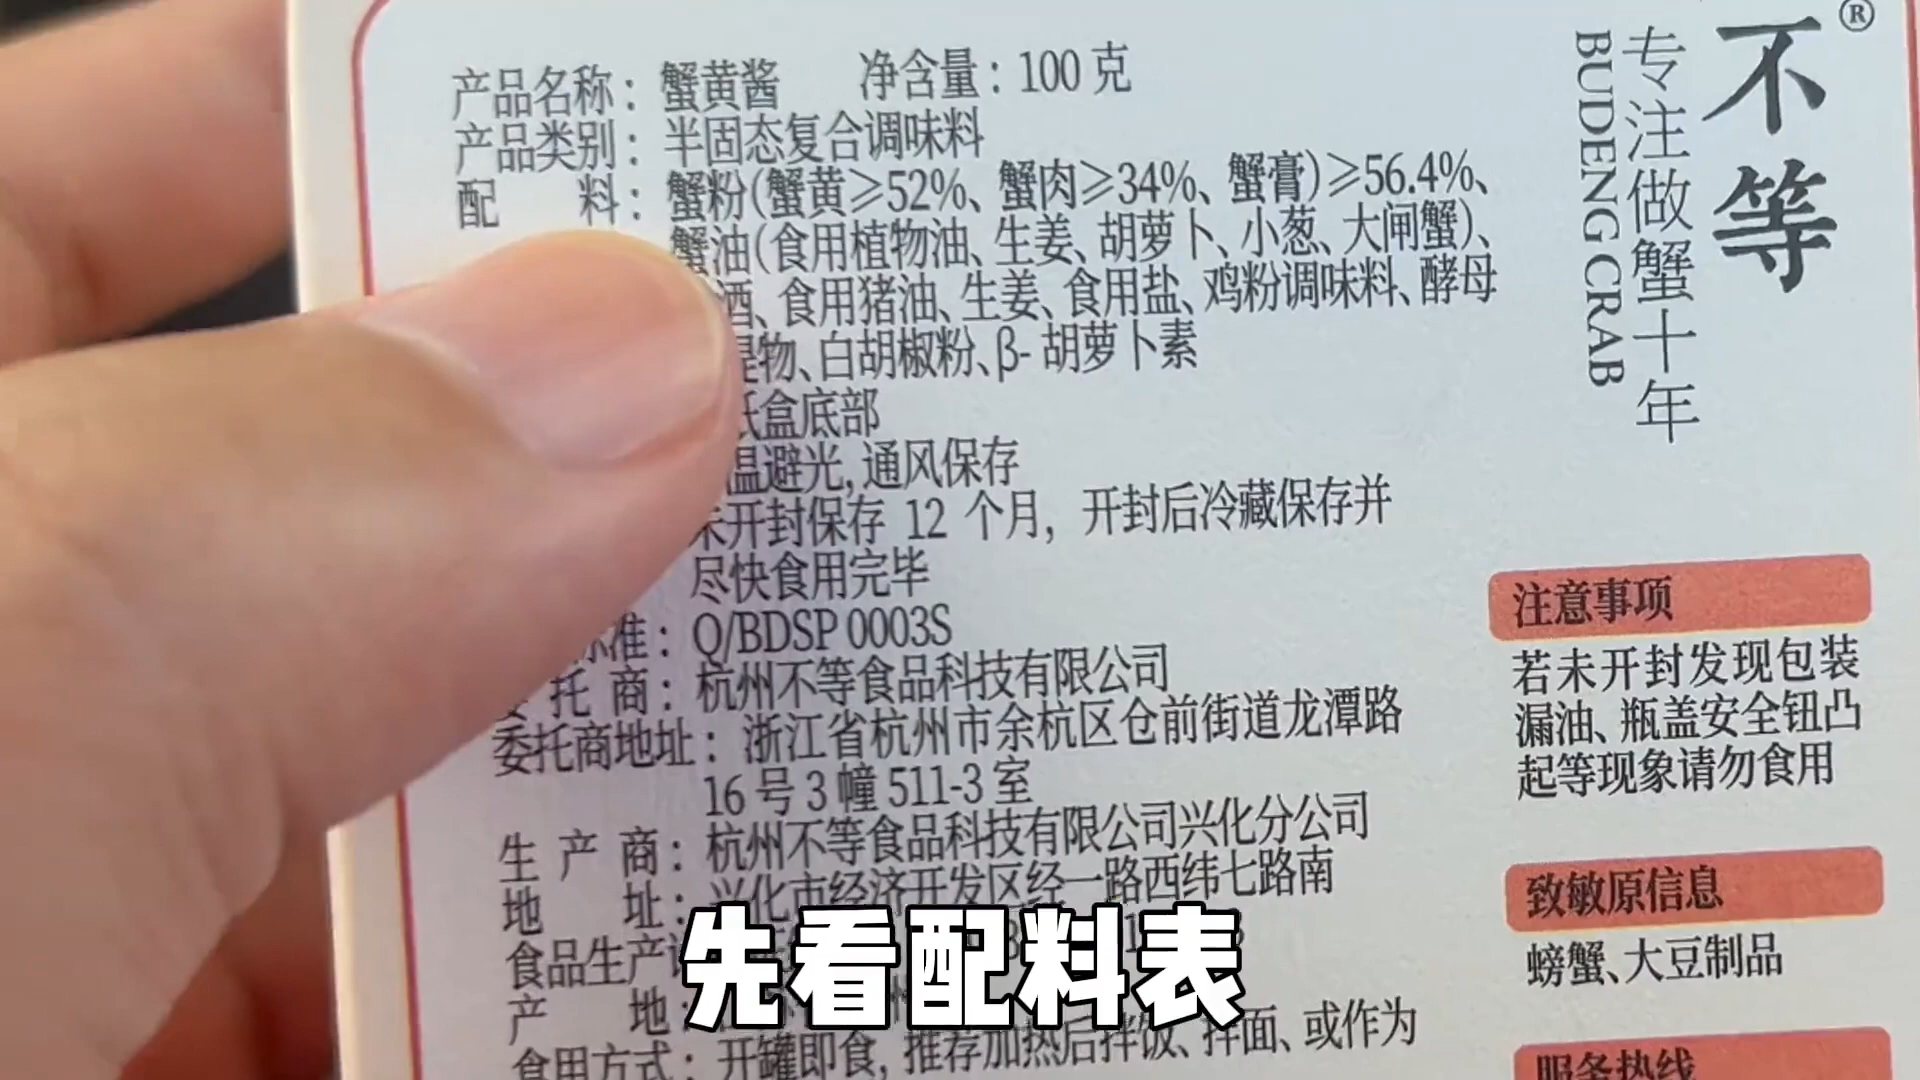 产品名称：蟹黄酱 净含量：100 克
产品类别：半固态复合调味料
配 料：蟹粉(蟹黄≥52%、蟹肉≥34%、蟹膏)≥56.4%、
蟹油(食用植物油、生姜、胡萝卜、小葱、大闸蟹)、
酒、食用猪油、生姜、食用盐、鸡粉调味料、酵母
物、白胡椒粉、β-胡萝卜素
纸盒底部
温避光,通风保存
未开封保存 12 个月，开封后冷藏保存并
尽快食用完毕
标准：Q/BDSP 0003S
委 托 商：杭州不等食品科技有限公司
委托商地址：浙江省杭州市余杭区仓前街道龙潭路
16 号 3 幢 511-3 室
生 产 商：杭州不等食品科技有限公司兴化分公司
地 址：兴化市经济开发区经一路西纬七路南
食品生产
产 地：
食用方式：开罐即食，推荐加热后拌饭、拌面、或作为
不等®
专注做蟹十年
BUDENG CRAB
注意事项
若未开封发现包装
漏油、瓶盖安全钮凸
起等现象请勿食用
致敏原信息
螃蟹、大豆制品
服务热线
先看配料表